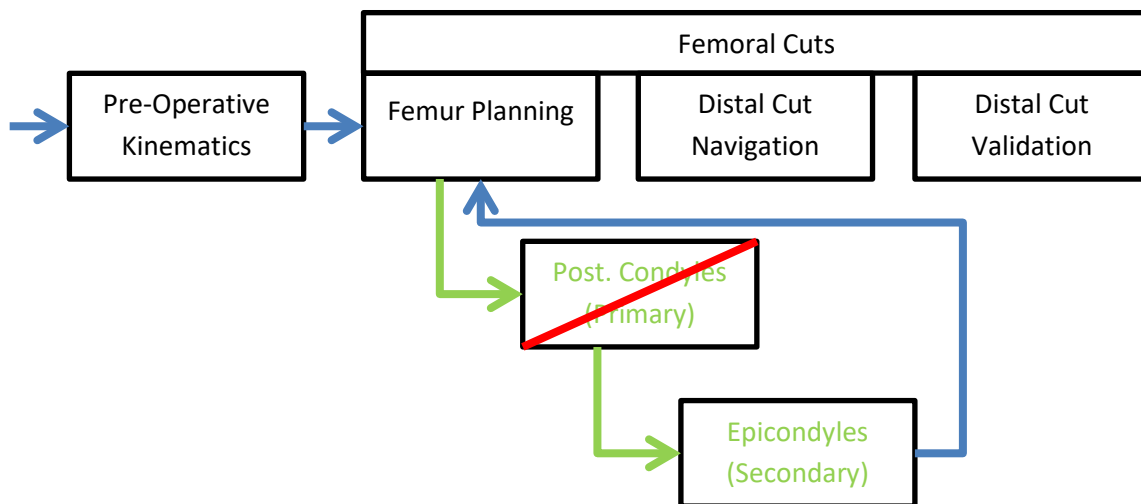 Femoral Cuts
Pre-Operative
Kinematics
Femur Planning
Distal Cut
Navigation
Distal Cut
Validation
Post. Condyles
(Primary)
Epicondyles
(Secondary)